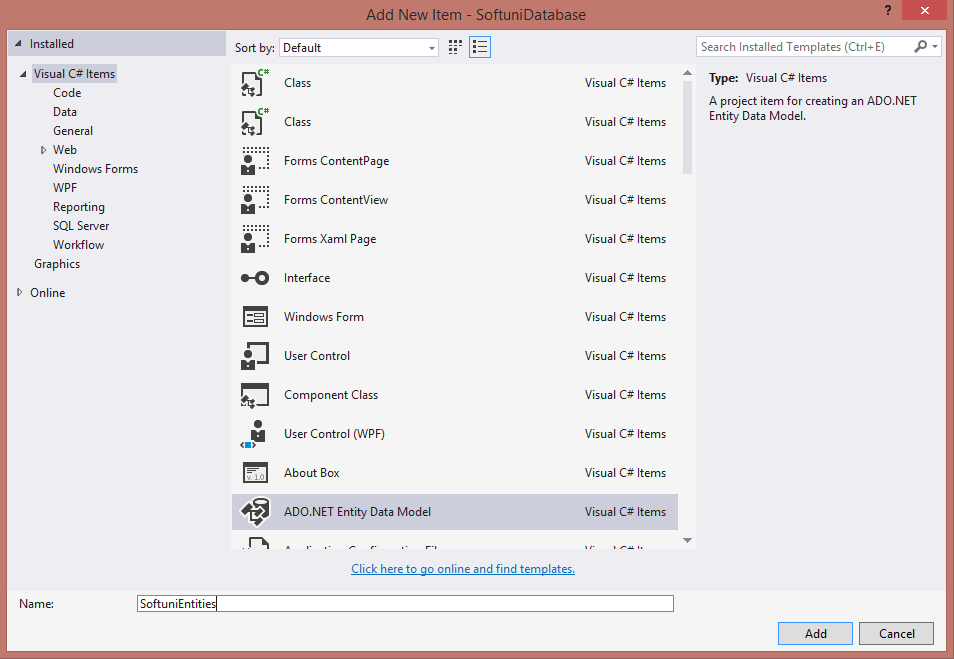 Add New Item - SoftuniDatabase
?
Installed
Sort by: Default
Search Installed Templates (Ctrl+E)
Visual C# Items
Code
Data
General
Web
Windows Forms
WPF
Reporting
SQL Server
Workflow
Graphics
Online
C# Class Visual C# Items
C# Class Visual C# Items
Forms ContentPage Visual C# Items
Forms ContentView Visual C# Items
Forms Xaml Page Visual C# Items
Interface Visual C# Items
Windows Form Visual C# Items
User Control Visual C# Items
Component Class Visual C# Items
User Control (WPF) Visual C# Items
v. 1.0 About Box Visual C# Items
ADO.NET Entity Data Model Visual C# Items
Type: Visual C# Items
A project item for creating an ADO.NET
Entity Data Model.
Click here to go online and find templates.
Name: SoftuniEntities
Add Cancel